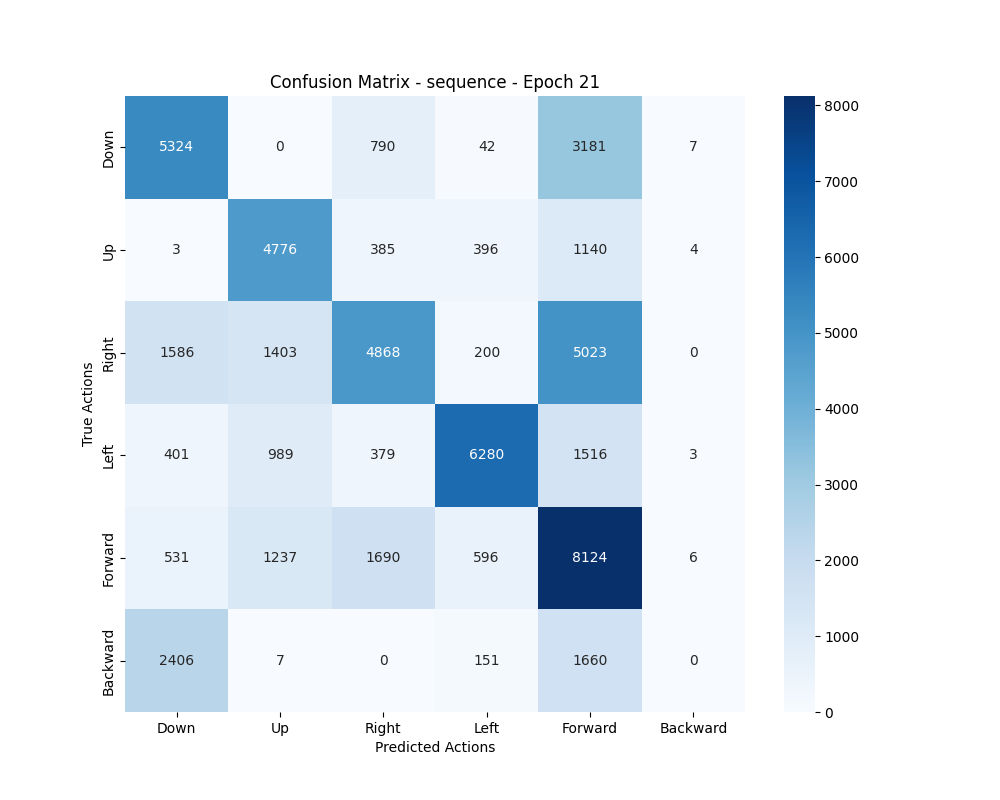 Confusion Matrix - sequence - Epoch 21
Down 5324 0 790 42 3181 7
Up 3 4776 385 396 1140 4
Right 1586 1403 4868 200 5023 0
Left 401 989 379 6280 1516 3
Forward 531 1237 1690 596 8124 6
Backward 2406 7 0 151 1660 0
True Actions
Down Up Right Left Forward Backward
Predicted Actions
8000
7000
6000
5000
4000
3000
2000
1000
0